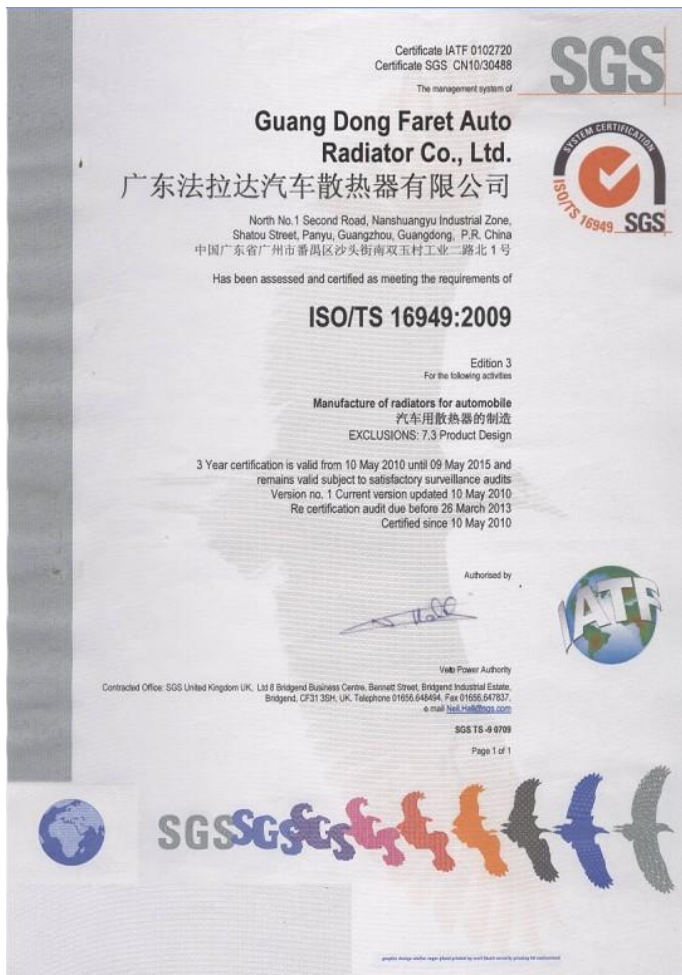 Certificate IATF 0102720
Certificate SGS CN10/30488
SGS
The management system of
Guang Dong Faret Auto
Radiator Co., Ltd.
广东法拉达汽车散热器有限公司
SYSTEM CERTIFICATION
ISO/TS 16949 SGS
North No.1 Second Road, Nanshuangyu Industrial Zone,
Shatou Street, Panyu, Guangzhou, Guangdong, P.R. China
中国广东省广州市番禺区沙头街南双玉村工业二路北1号
Has been assessed and certified as meeting the requirements of
ISO/TS 16949:2009
Edition 3
For the following activities
Manufacture of radiators for automobile
汽车用散热器的制造
EXCLUSIONS: 7.3 Product Design
3 Year certification is valid from 10 May 2010 until 09 May 2015 and
remains valid subject to satisfactory surveillance audits
Version no. 1 Current version updated 10 May 2010
Re certification audit due before 26 March 2013
Certified since 10 May 2010
Authorised by
IATF
Veto Power Authority
Contracted Office: SGS United Kingdom UK, Ltd 8 Bridgend Business Centre, Bennett Street, Bridgend Industrial Estate,
Bridgend, CF31 3SH, UK. Telephone 01656.648494, Fax 01656.647837,
e mail Neil.Hall@sgs.com
SGS TS -9 0709
Page 1 of 1
SGS SGS SGS